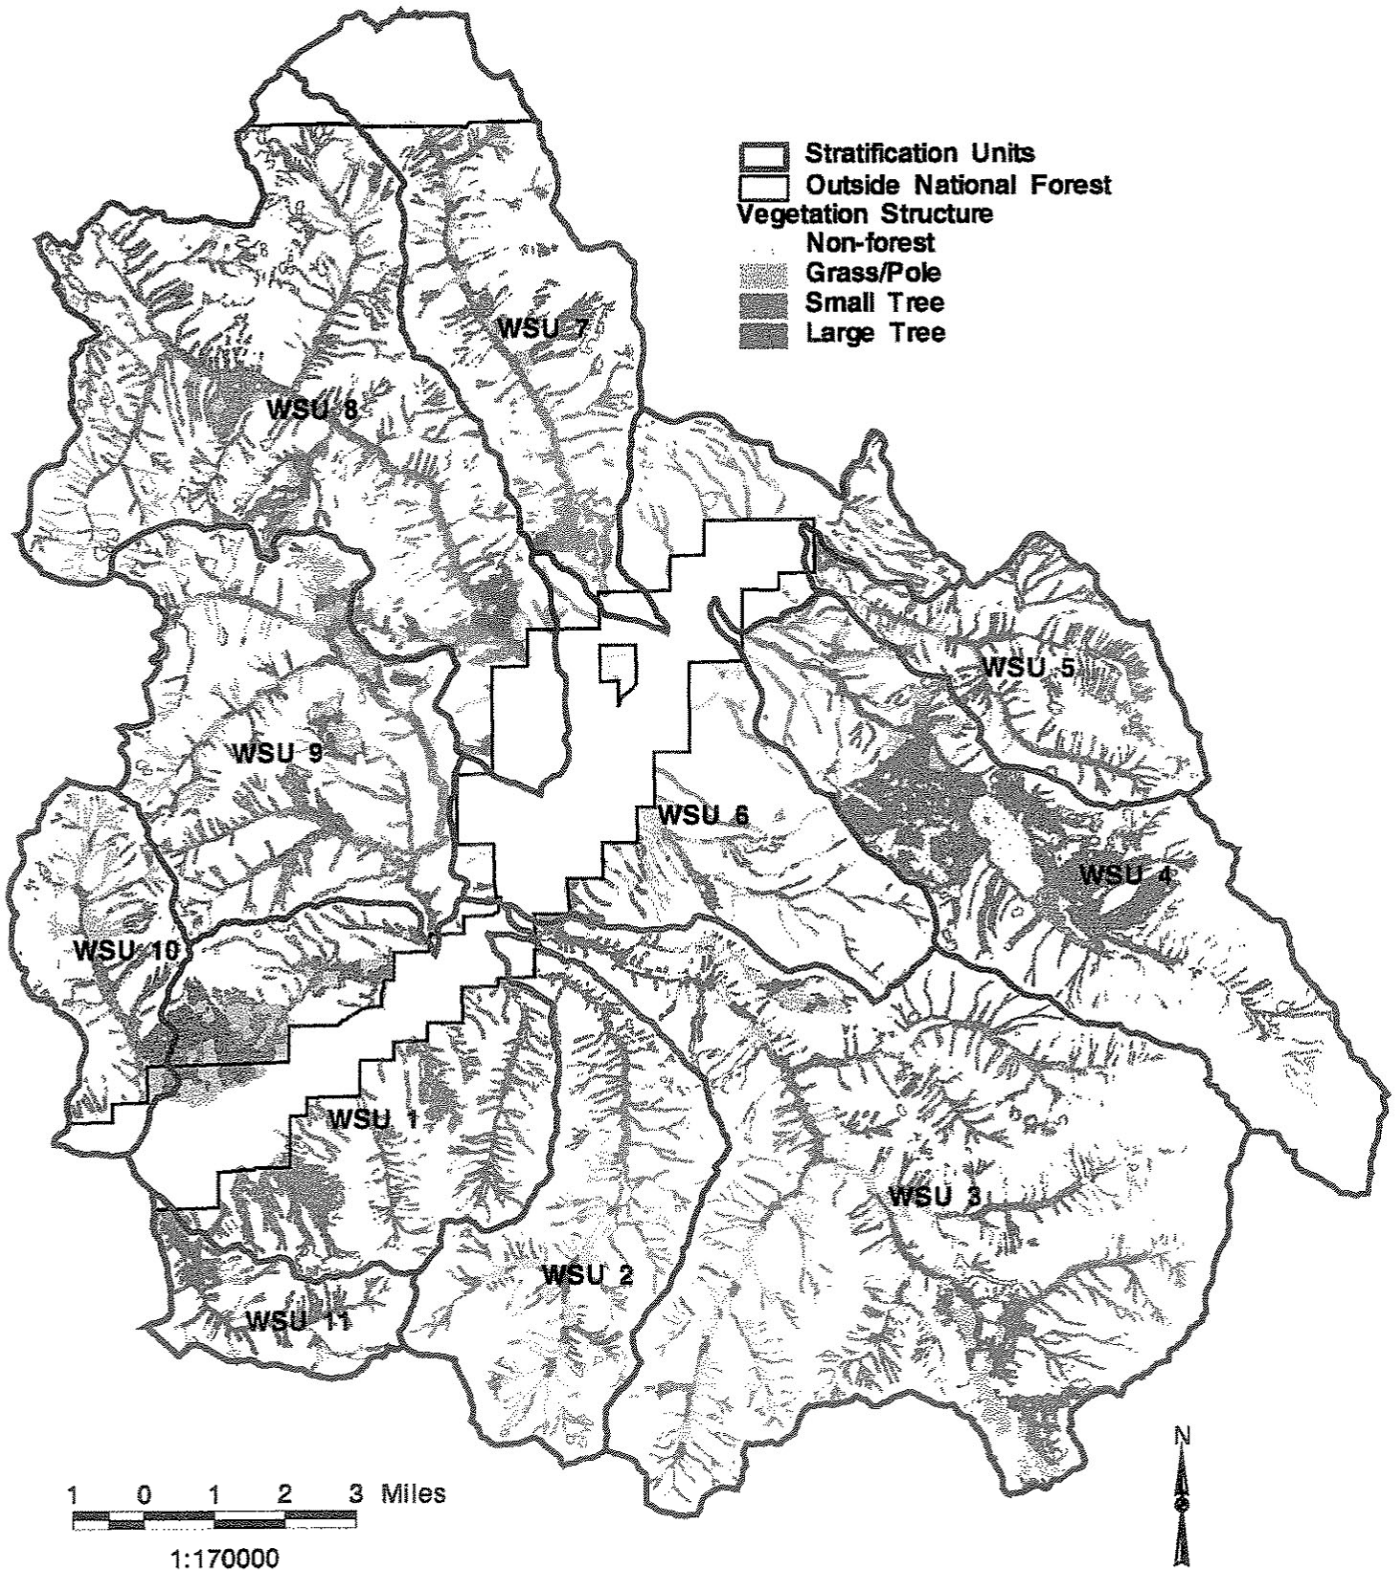 Stratification Units
Outside National Forest
Vegetation Structure
Non-forest
Grass/Pole
Small Tree
Large Tree
WSU 7
WSU 8
WSU 5
WSU 9
WSU 6
WSU 4
WSU 10
WSU 1
WSU 3
WSU 2
WSU 11
N
1 0 1 2 3 Miles
1:170000